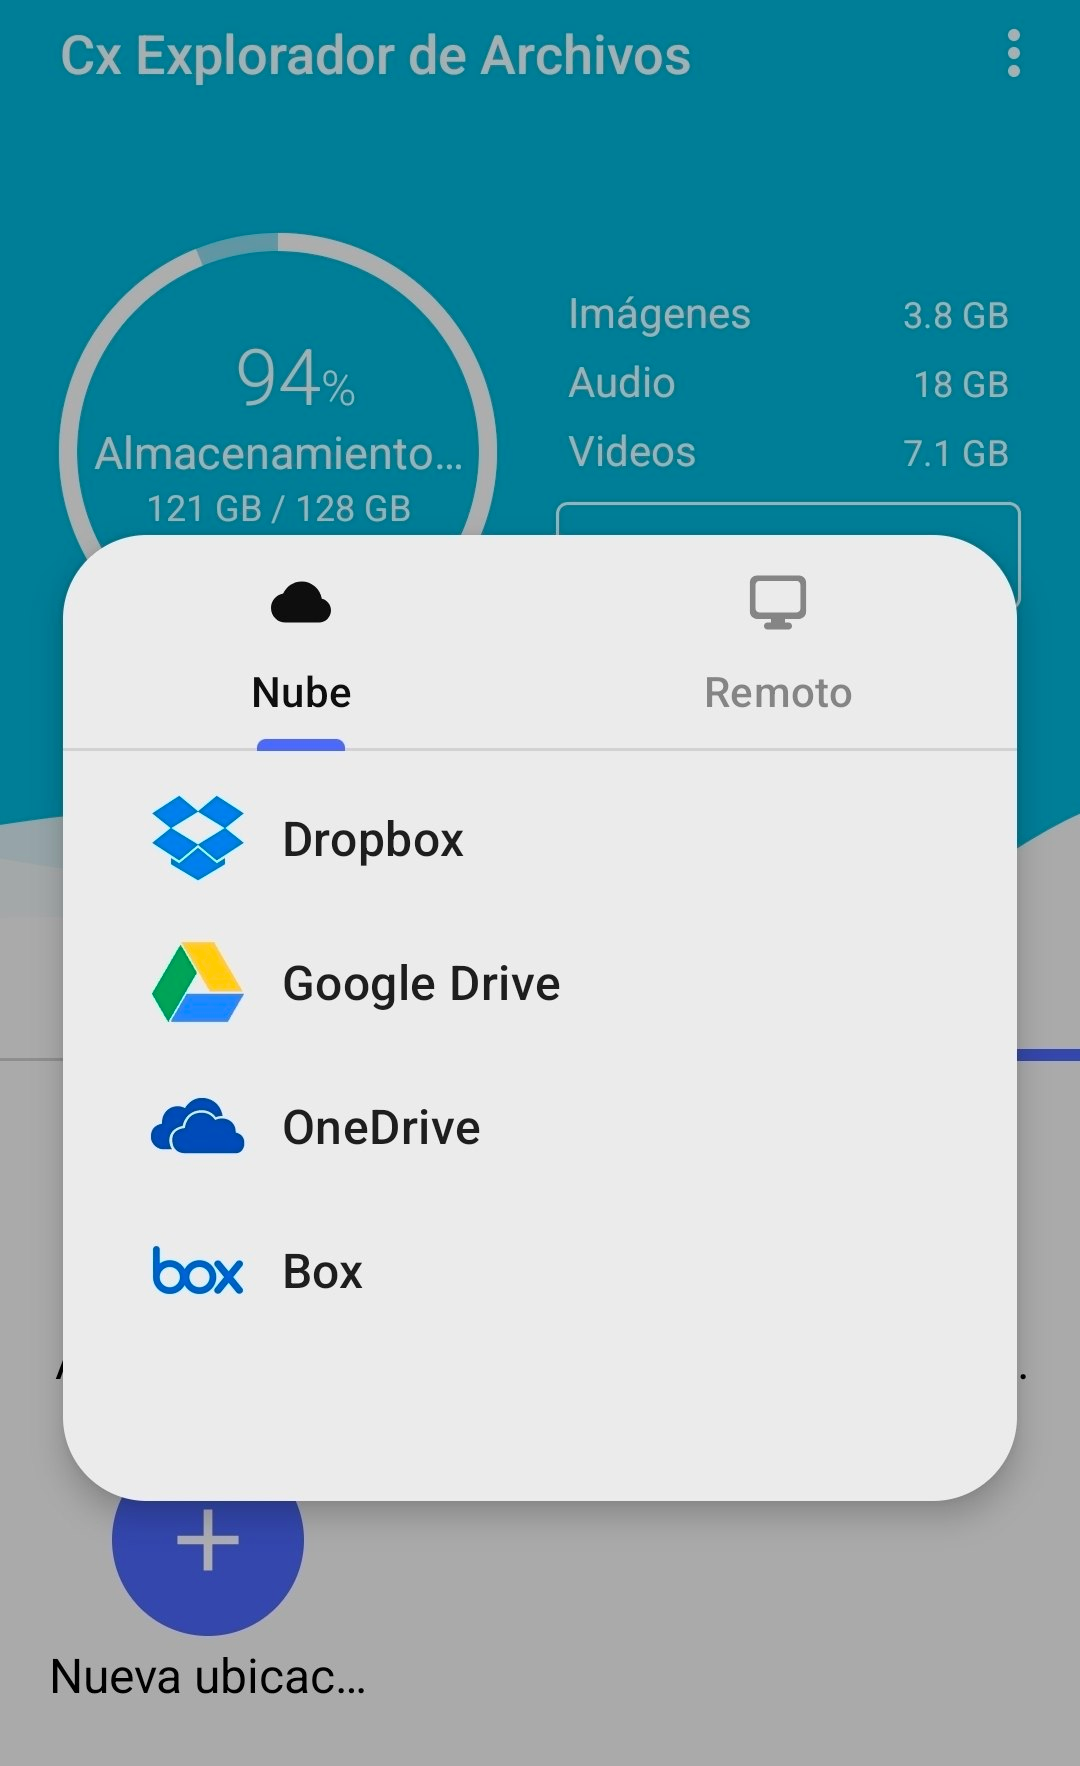 Cx Explorador de Archivos
94%
Almacenamiento...
121 GB / 128 GB
Imágenes 3.8 GB
Audio 18 GB
Videos 7.1 GB
Nube
Remoto
Dropbox
Google Drive
OneDrive
box Box
Nueva ubicac...